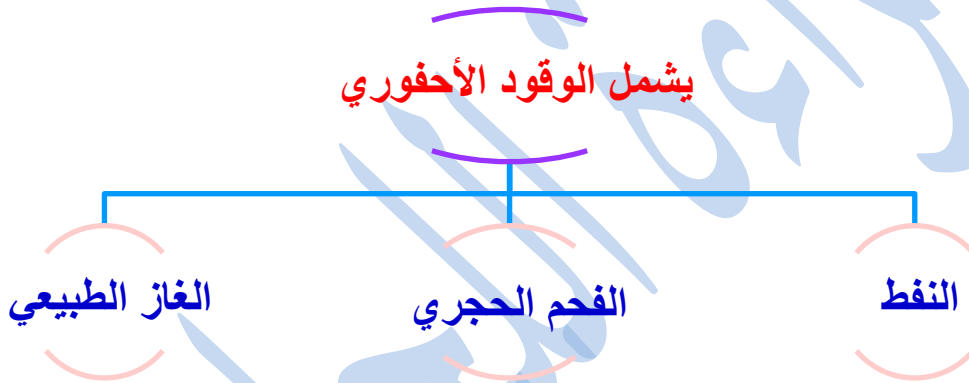 يشمل الوقود الأحفوري
النفط
الفحم الحجري
الغاز الطبيعي